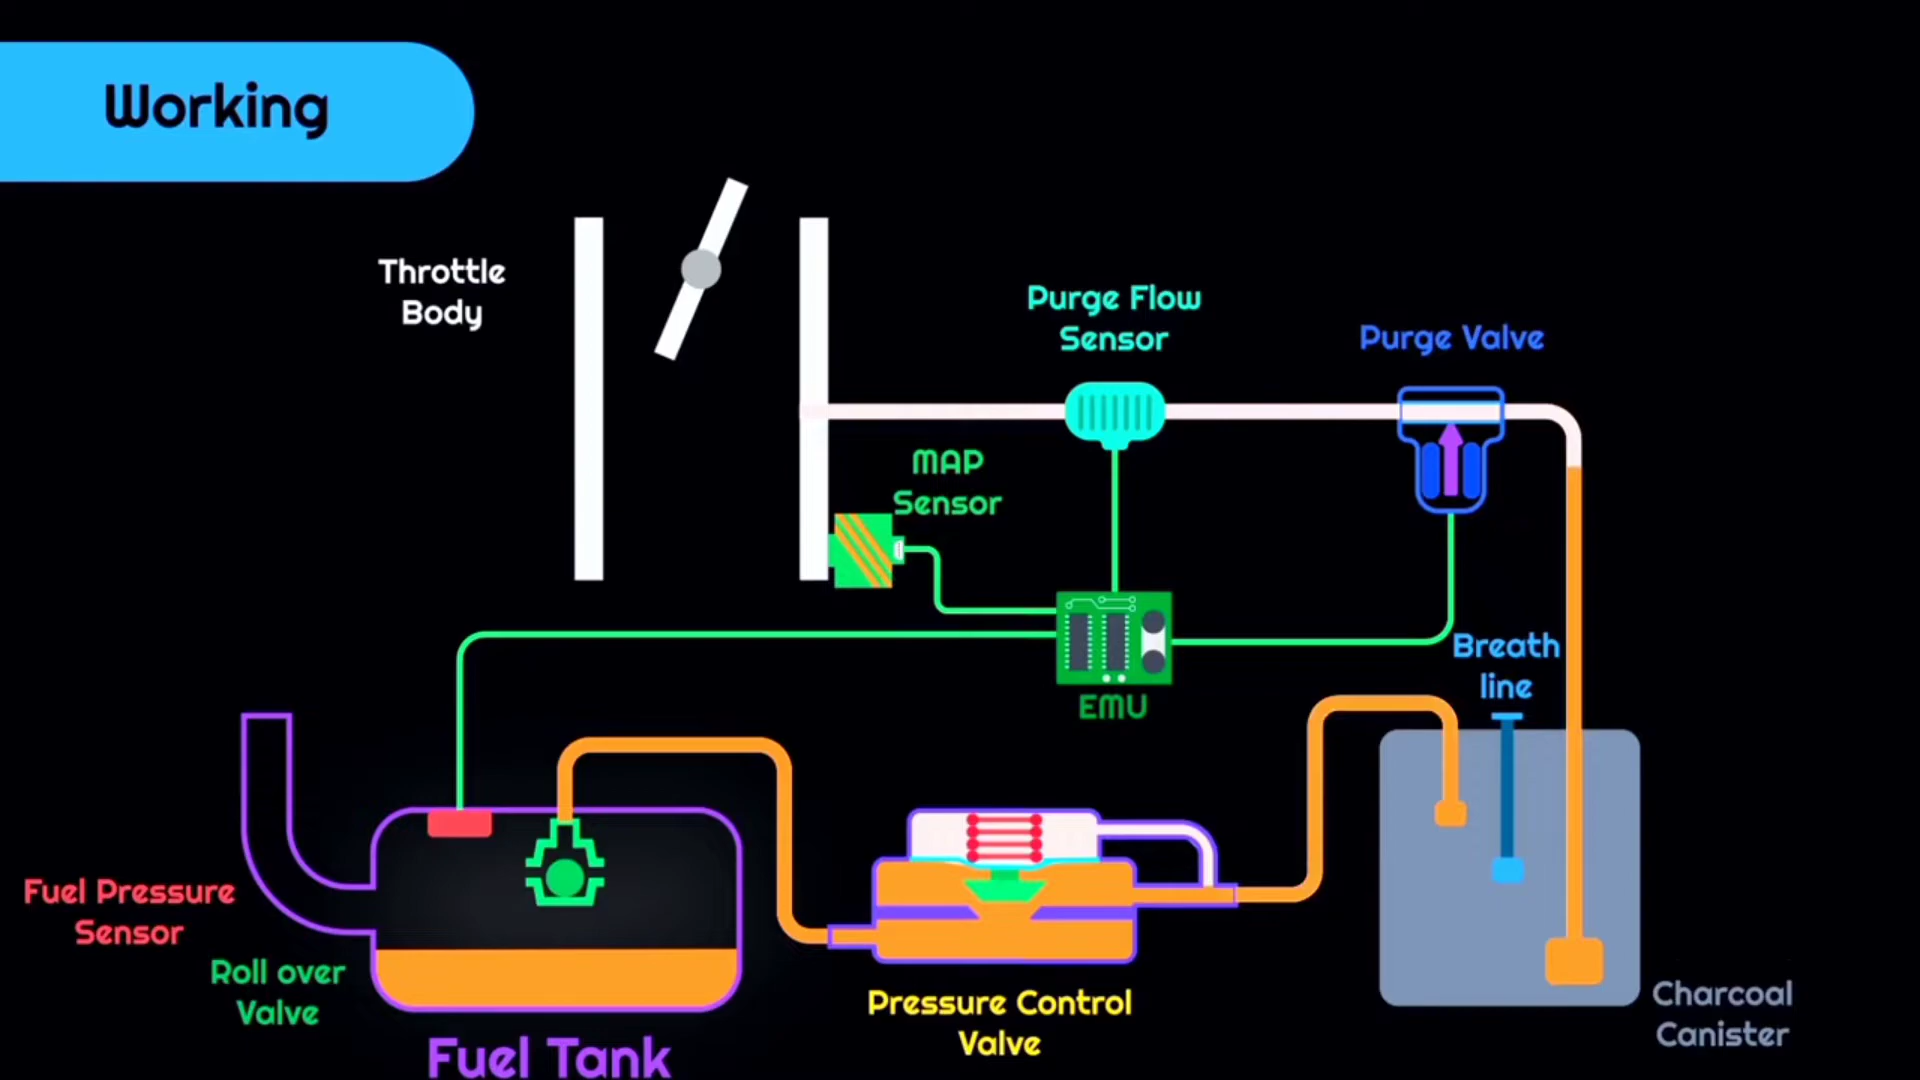 Working
Throttle
Body
Purge Flow
Sensor
Purge Valve
MAP
Sensor
EMU
Breath
line
Fuel Pressure
Sensor
Roll over
Valve
Fuel Tank
Pressure Control
Valve
Charcoal
Canister